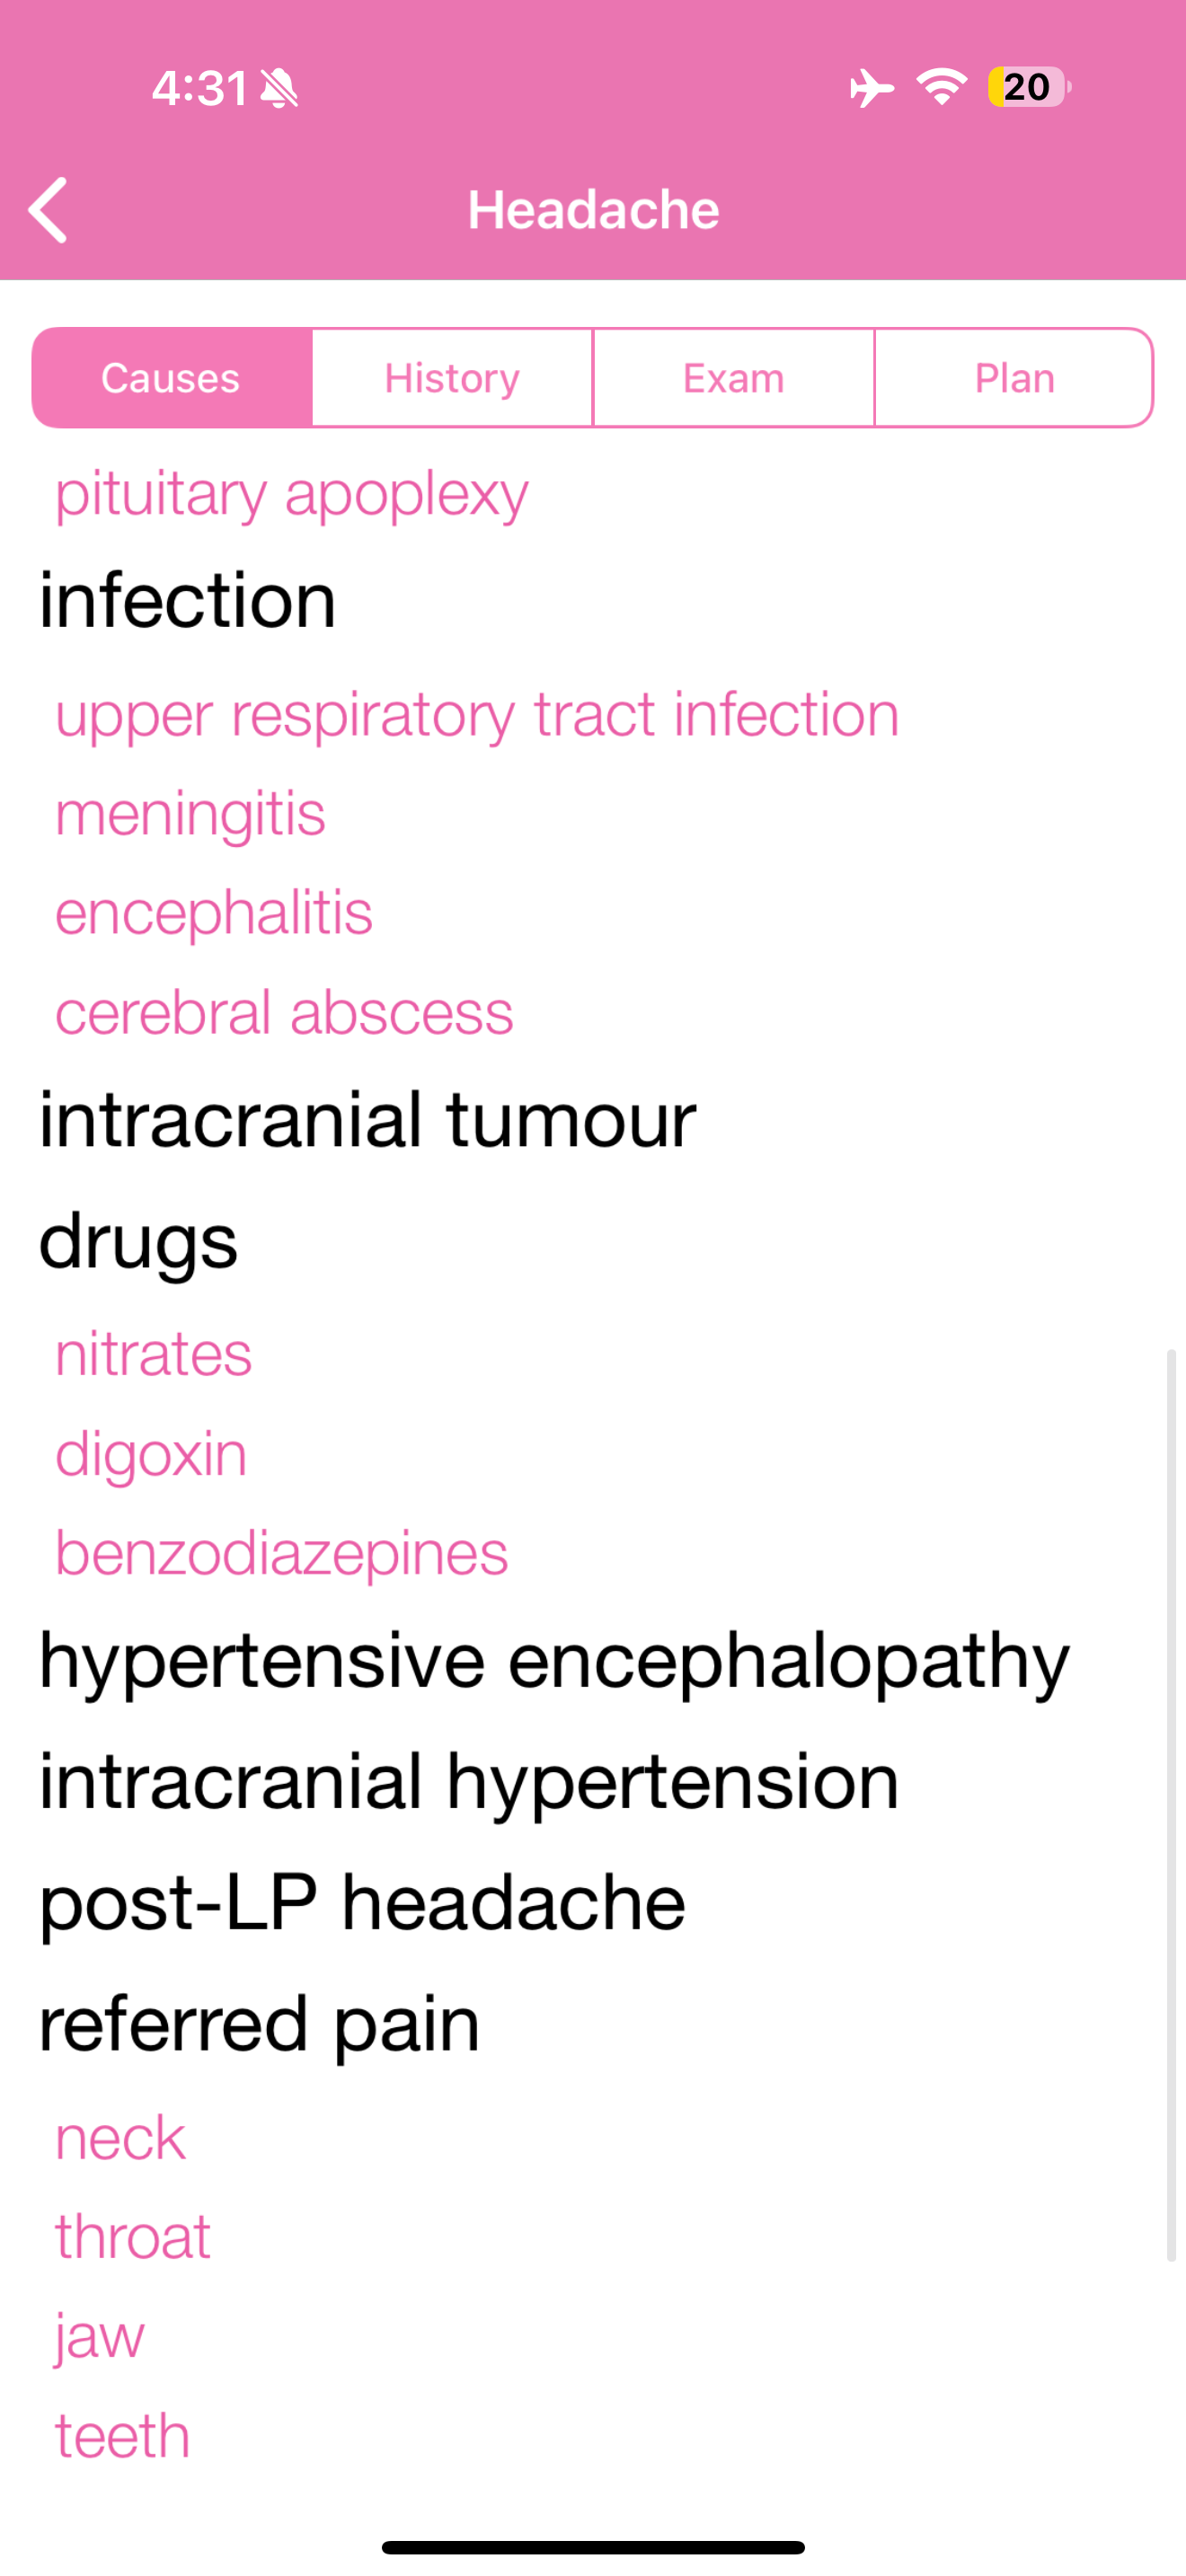 4:31
20
Headache
Causes History Exam Plan
pituitary apoplexy
infection
upper respiratory tract infection
meningitis
encephalitis
cerebral abscess
intracranial tumour
drugs
nitrates
digoxin
benzodiazepines
hypertensive encephalopathy
intracranial hypertension
post-LP headache
referred pain
neck
throat
jaw
teeth